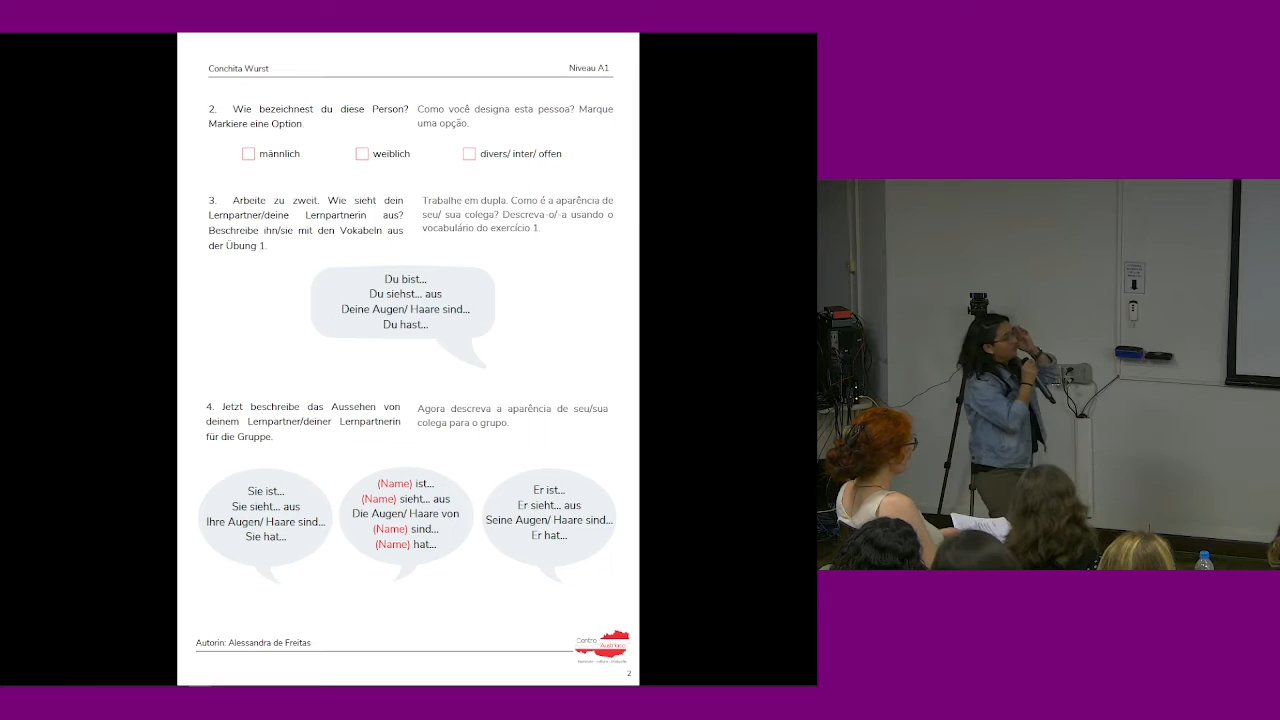 Conchita Wurst
Niveau A1
2. Wie bezeichnest du diese Person?
Markiere eine Option.
Como você designa esta pessoa? Marque
uma opção.
männlich
weiblich
divers/ inter/ offen
3. Arbeite zu zweit. Wie sieht dein
Lernpartner/deine Lernpartnerin aus?
Beschreibe ihn/sie mit den Vokabeln aus
der Übung 1.
Trabalhe em dupla. Como é a aparência de
seu/ sua colega? Descreva-o/-a usando o
vocabulário do exercício 1.
Du bist...
Du siehst... aus
Deine Augen/ Haare sind...
Du hast...
4. Jetzt beschreibe das Aussehen von
deinem Lernpartner/deiner Lernpartnerin
für die Gruppe.
Agora descreva a aparência de seu/sua
colega para o grupo.
Sie ist...
Sie sieht... aus
Ihre Augen/ Haare sind...
Sie hat...
(Name) ist...
(Name) sieht... aus
Die Augen/ Haare von
(Name) sind...
(Name) hat...
Er ist...
Er sieht... aus
Seine Augen/ Haare sind...
Er hat...
Autorin: Alessandra de Freitas
Centro
Austríaco
2